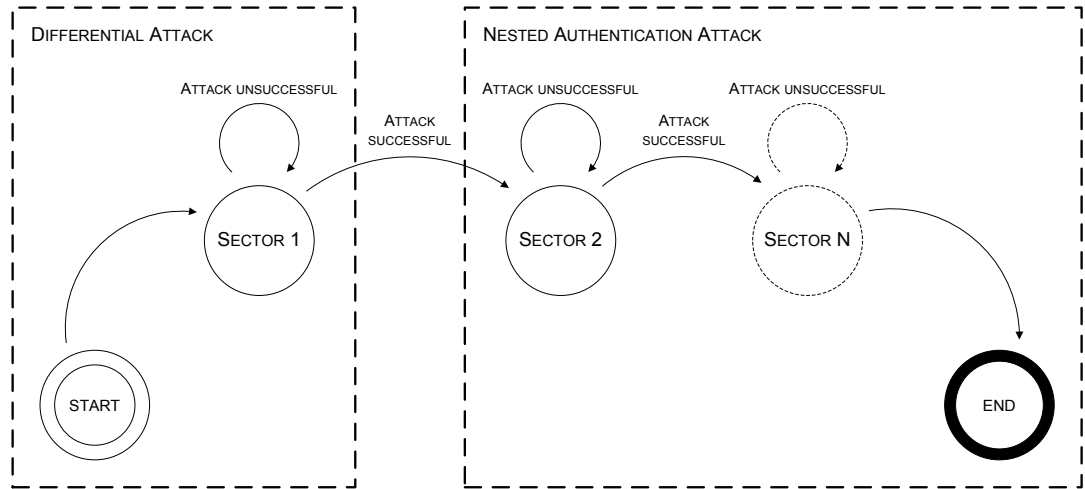 DIFFERENTIAL ATTACK
NESTED AUTHENTICATION ATTACK
ATTACK UNSUCCESSFUL
ATTACK
SUCCESSFUL
ATTACK UNSUCCESSFUL
ATTACK
SUCCESSFUL
ATTACK UNSUCCESSFUL
SECTOR 1
SECTOR 2
SECTOR N
START
END